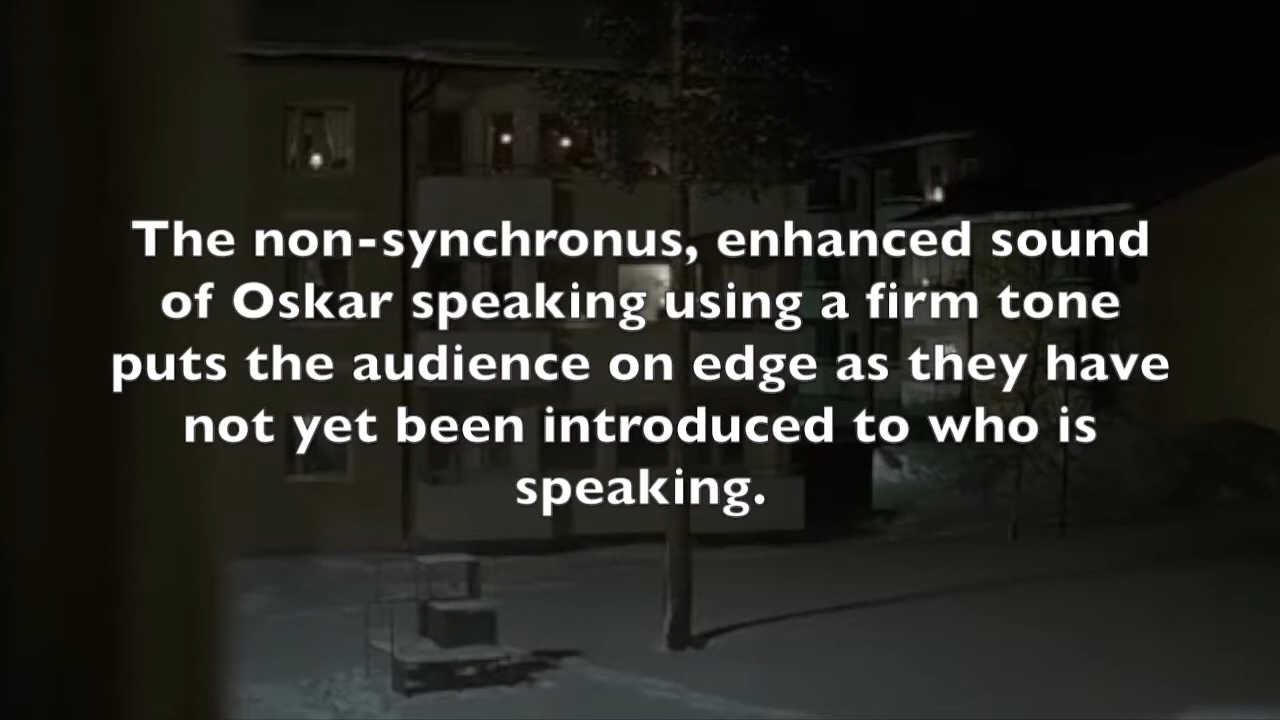 The non-synchronus, enhanced sound
of Oskar speaking using a firm tone
puts the audience on edge as they have
not yet been introduced to who is
speaking.